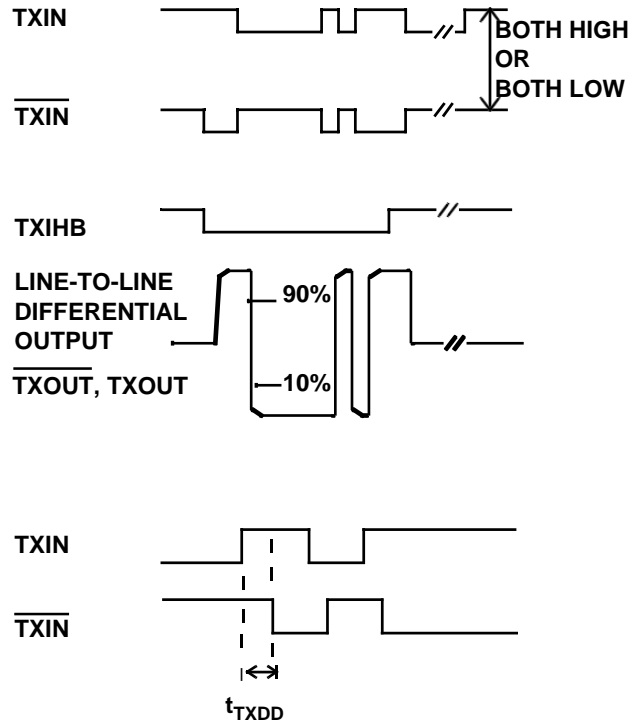 TXIN
BOTH HIGH
OR
BOTH LOW
TXIN
TXIHB
LINE-TO-LINE
DIFFERENTIAL
OUTPUT
TXOUT, TXOUT
90%
10%
TXIN
TXIN
tTXDD